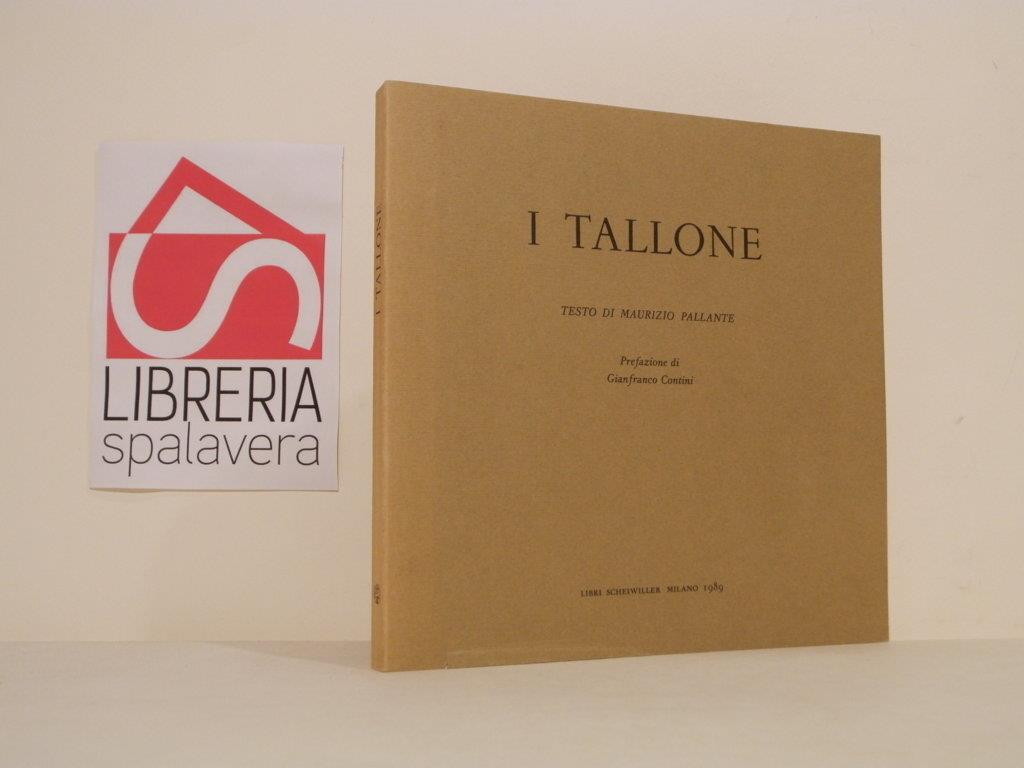 LIBRERIA
spalavera
I TALLONE
I TALLONE
TESTO DI MAURIZIO PALLANTE
Prefazione di
Gianfranco Contini
LIBRI SCHEIWILLER MILANO 1989